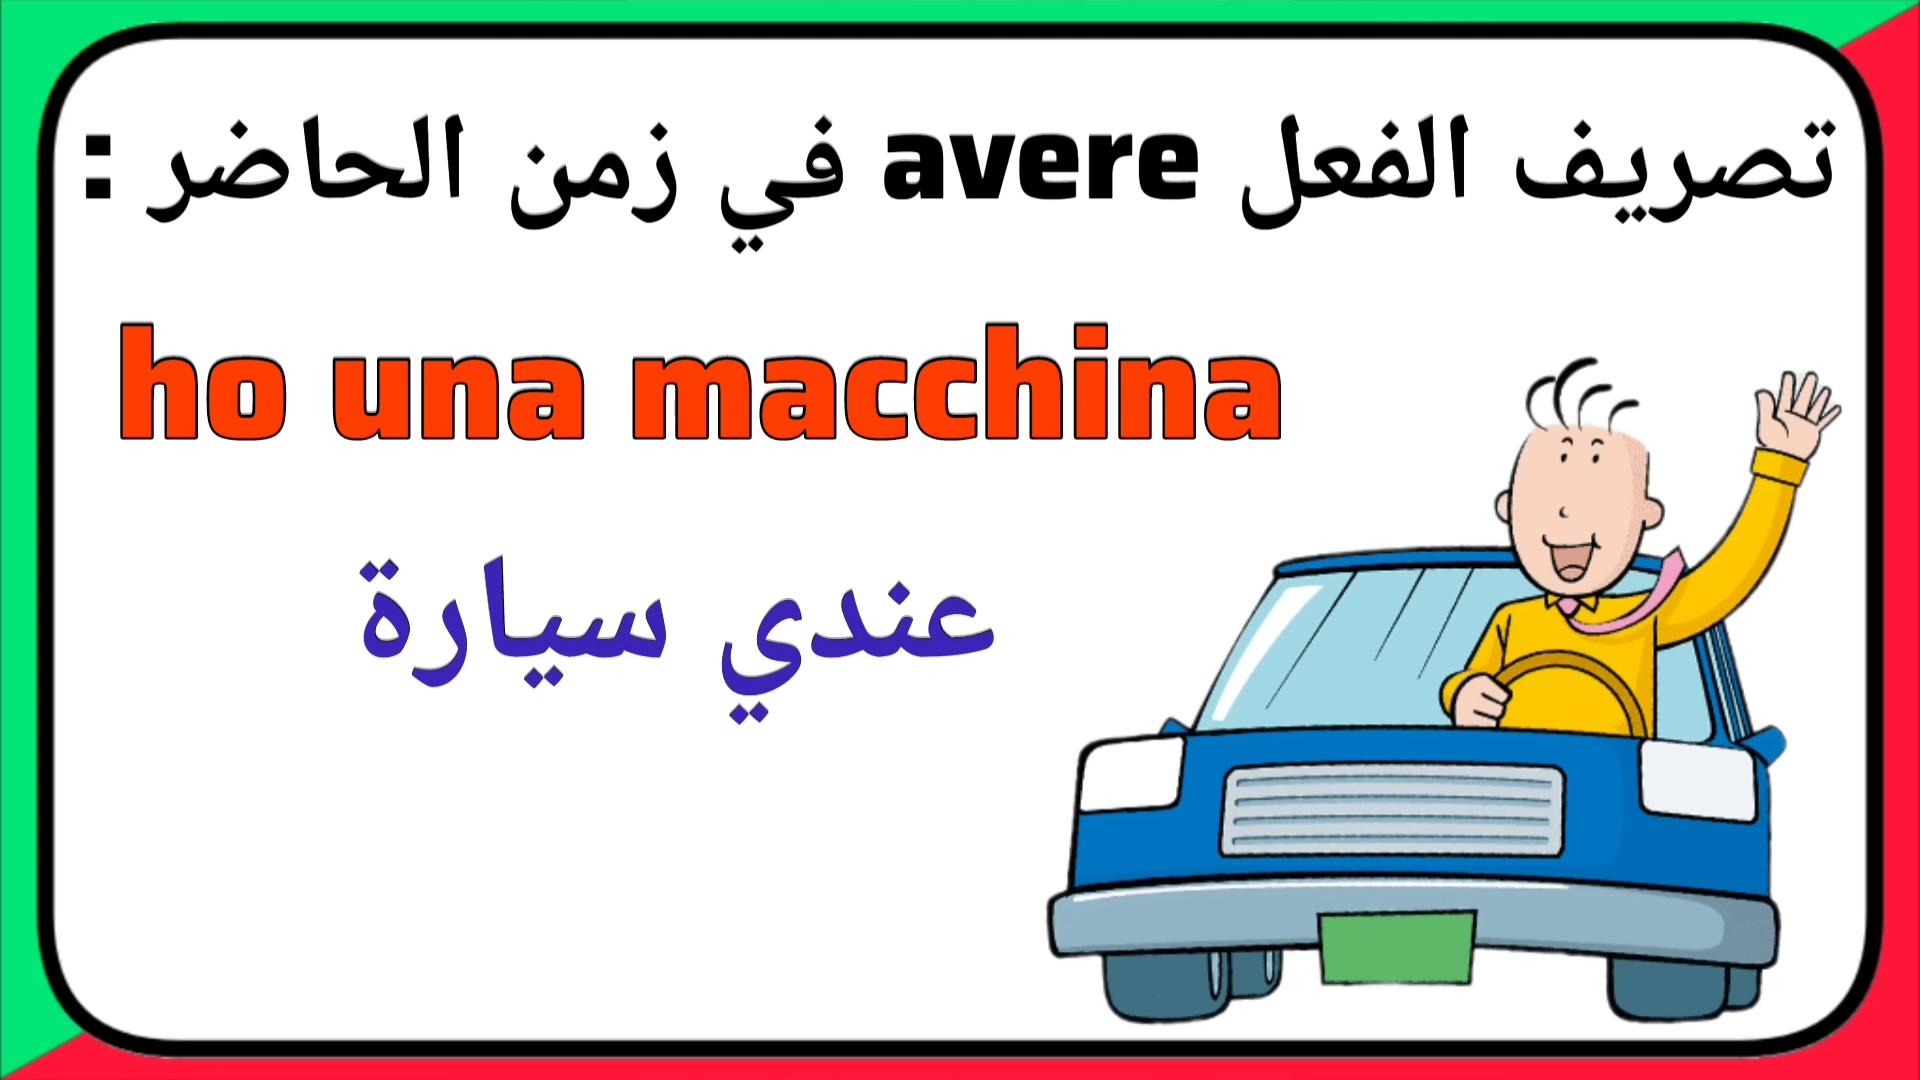 تصريف الفعل avere في زمن الحاضر :
ho una macchina
عندي سيارة